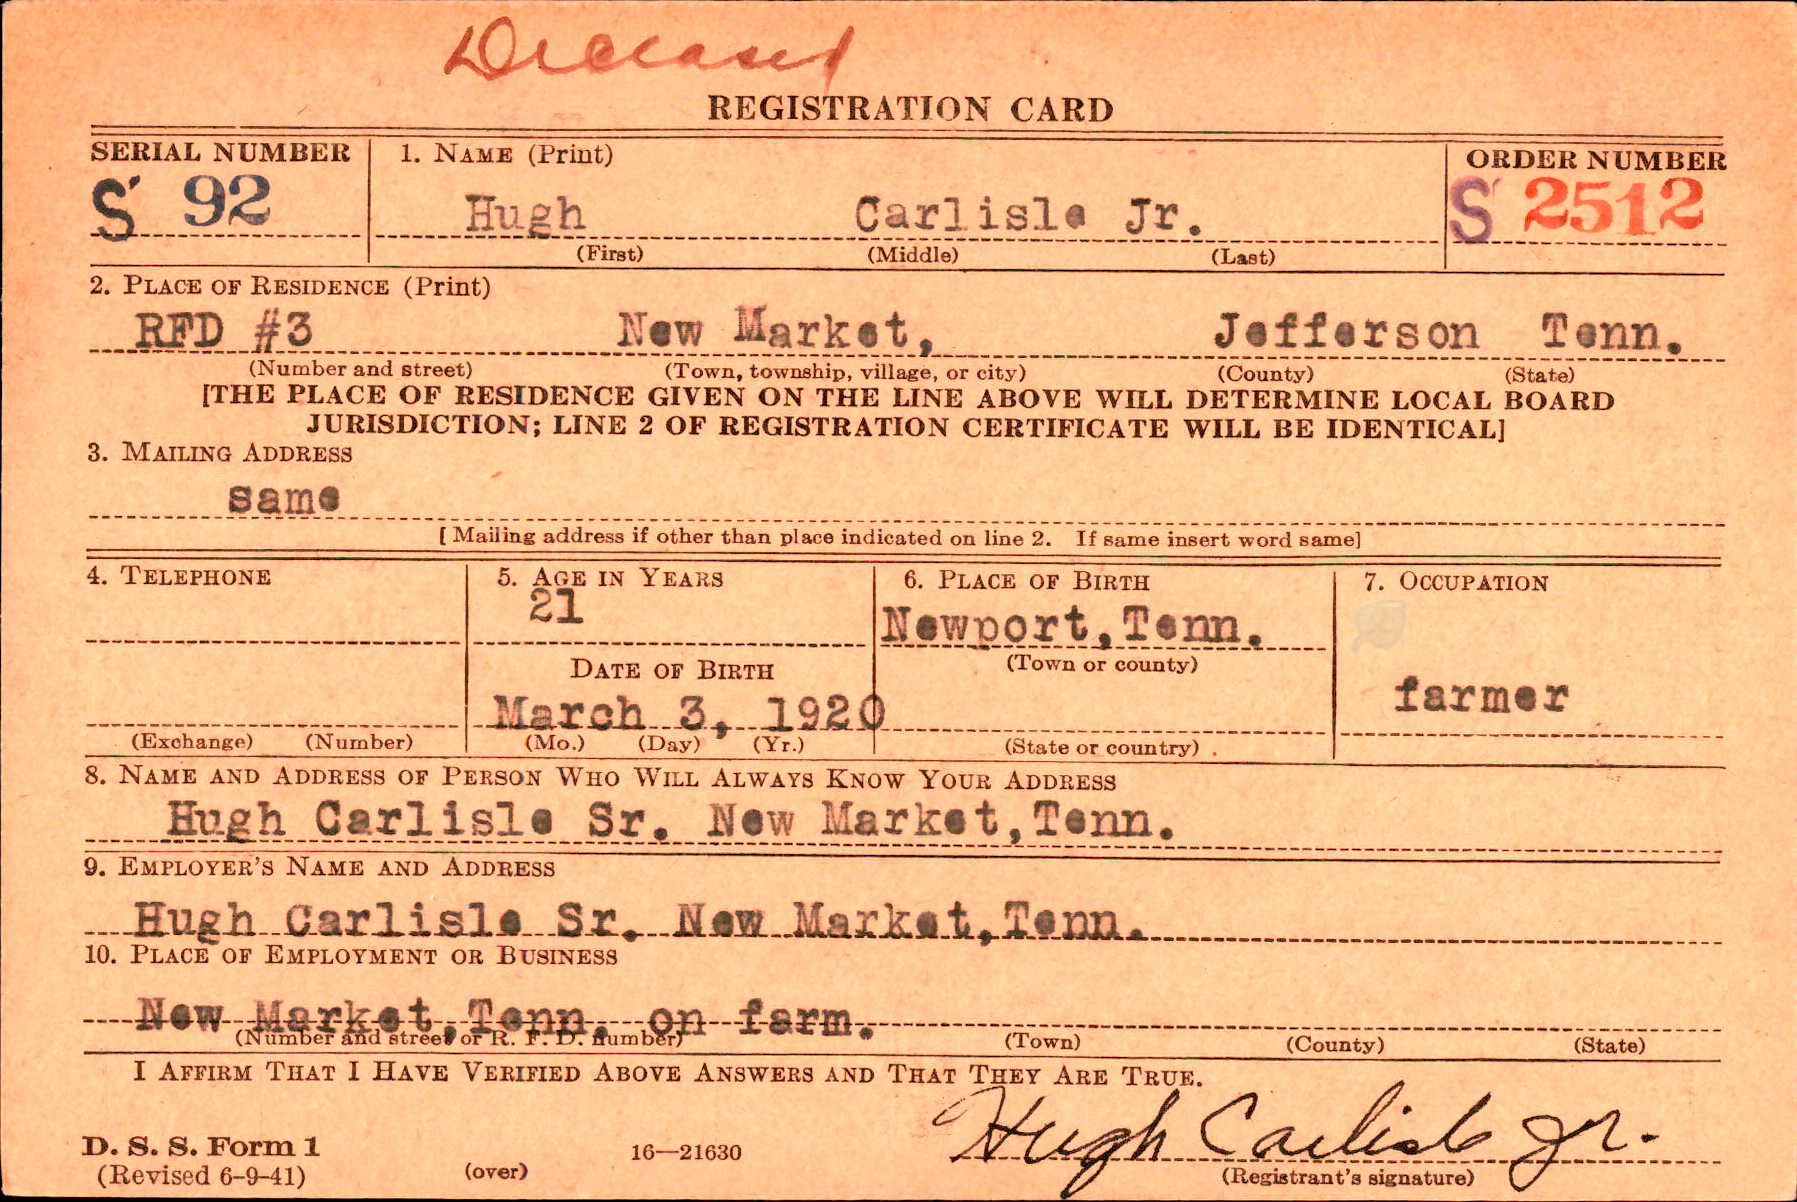 Deceased
REGISTRATION CARD
SERIAL NUMBER
1. NAME (Print)
ORDER NUMBER
S 92
Hugh Carlisle Jr.
S 2512
(First) (Middle) (Last)
2. PLACE OF RESIDENCE (Print)
RFD #3 New Market, Jefferson Tenn.
(Number and street) (Town, township, village, or city) (County) (State)
[THE PLACE OF RESIDENCE GIVEN ON THE LINE ABOVE WILL DETERMINE LOCAL BOARD
JURISDICTION; LINE 2 OF REGISTRATION CERTIFICATE WILL BE IDENTICAL]
3. MAILING ADDRESS
same
[Mailing address if other than place indicated on line 2. If same insert word same]
4. TELEPHONE
5. AGE IN YEARS
6. PLACE OF BIRTH
7. OCCUPATION
21
Newport,Tenn.
DATE OF BIRTH
(Town or county)
March 3, 1920
farmer
(Exchange) (Number)
(Mo.) (Day) (Yr.)
(State or country)
8. NAME AND ADDRESS OF PERSON WHO WILL ALWAYS KNOW YOUR ADDRESS
Hugh Carlisle Sr. New Market,Tenn.
9. EMPLOYER'S NAME AND ADDRESS
Hugh Carlisle Sr. New Market,Tenn.
10. PLACE OF EMPLOYMENT OR BUSINESS
New Market,Tenn. on farm.
(Number and street or R. F. D. number) (Town) (County) (State)
I AFFIRM THAT I HAVE VERIFIED ABOVE ANSWERS AND THAT THEY ARE TRUE.
Hugh Carlisle Jr.
D. S. S. Form 1
(Revised 6-9-41)
(over)
16—21630
(Registrant's signature)